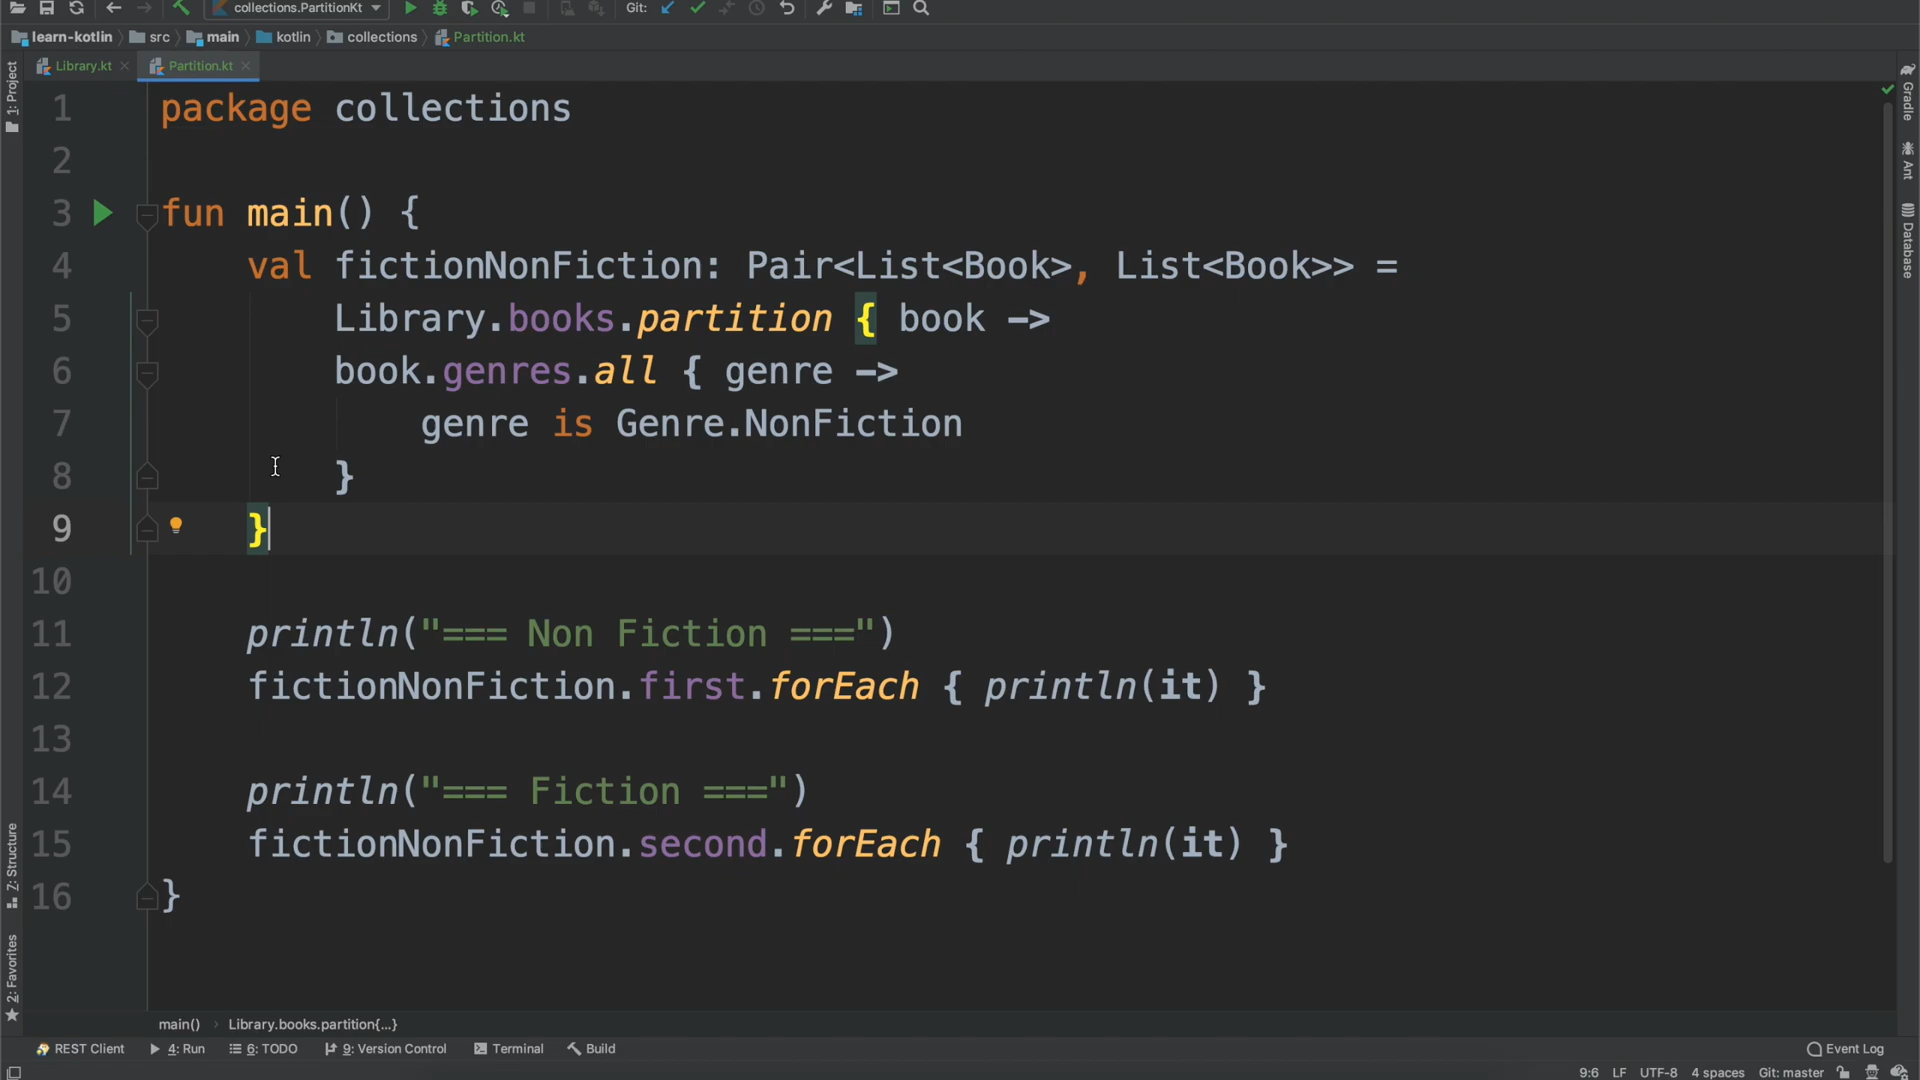 collections.PartitionKt
Git:
learn-kotlin src main kotlin collections Partition.kt
Library.kt Partition.kt
1: Project
Gradle
Ant
Database
1 package collections
2
3 fun main() {
4 val fictionNonFiction: Pair<List<Book>, List<Book>> =
5 Library.books.partition { book ->
6 book.genres.all { genre ->
7 genre is Genre.NonFiction
8 }
9 }
10
11 println("=== Non Fiction ===")
12 fictionNonFiction.first.forEach { println(it) }
13
14 println("=== Fiction ===")
15 fictionNonFiction.second.forEach { println(it) }
16 }
Z: Structure
2: Favorites
main() Library.books.partition{...}
REST Client 4: Run 6: TODO 9: Version Control Terminal Build Event Log
9:6 LF UTF-8 4 spaces Git: master